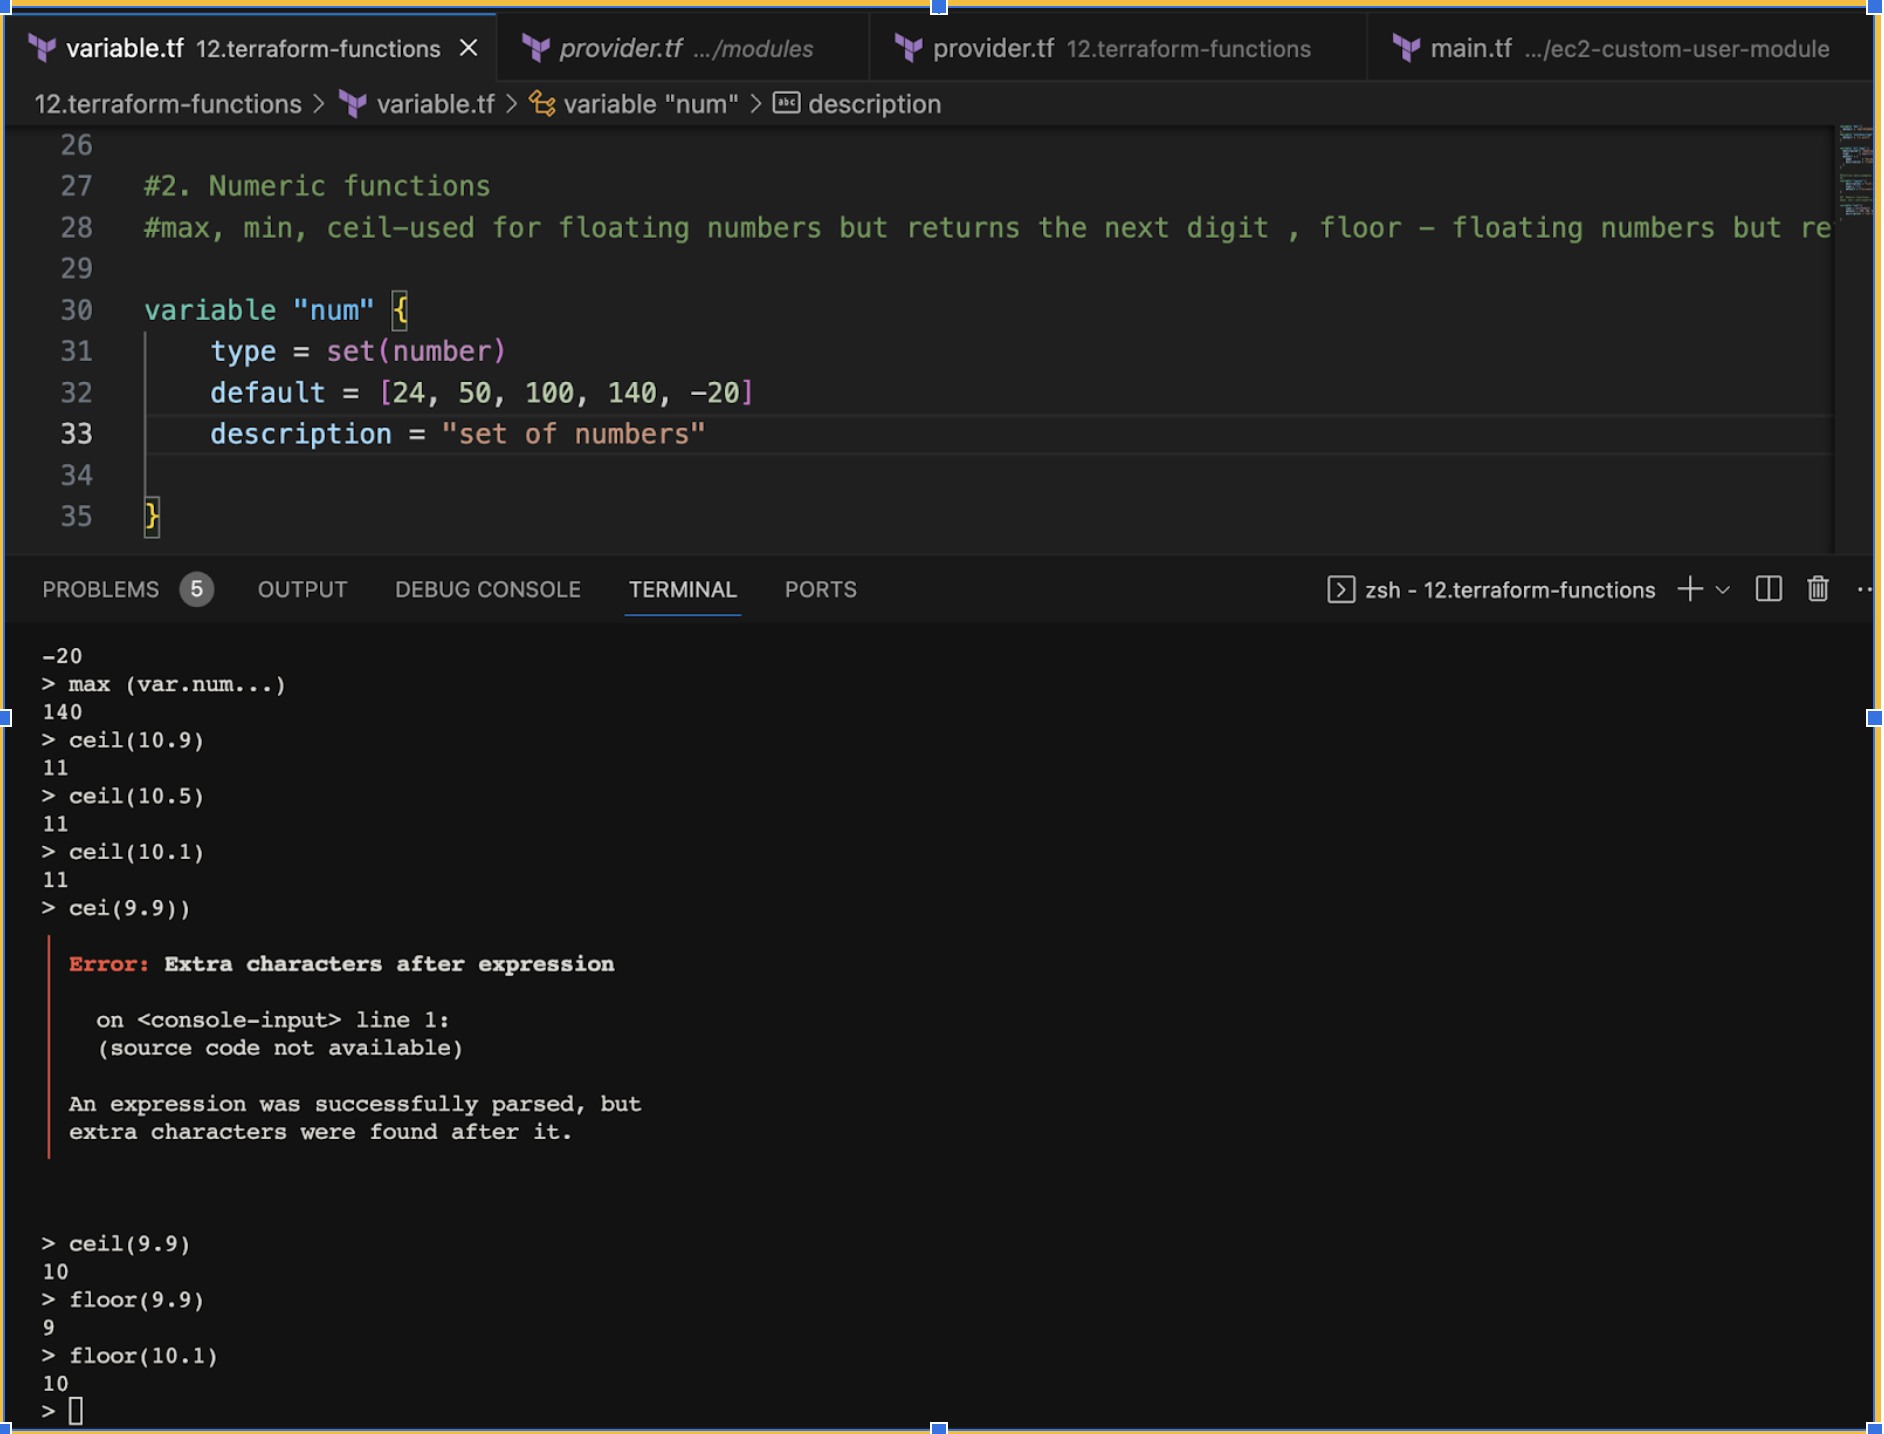 variable.tf 12.terraform-functions × provider.tf .../modules provider.tf 12.terraform-functions main.tf .../ec2-custom-user-module
12.terraform-functions > variable.tf > variable "num" > abc description
26
27 #2. Numeric functions
28 #max, min, ceil-used for floating numbers but returns the next digit , floor - floating numbers but re
29
30 variable "num" {
31 type = set(number)
32 default = [24, 50, 100, 140, -20]
33 description = "set of numbers"
34
35 }
PROBLEMS 5 OUTPUT DEBUG CONSOLE TERMINAL PORTS zsh - 12.terraform-functions
-20
> max (var.num...)
140
> ceil(10.9)
11
> ceil(10.5)
11
> ceil(10.1)
11
> cei(9.9))
Error: Extra characters after expression
on <console-input> line 1:
(source code not available)
An expression was successfully parsed, but
extra characters were found after it.
> ceil(9.9)
10
> floor(9.9)
9
> floor(10.1)
10
>